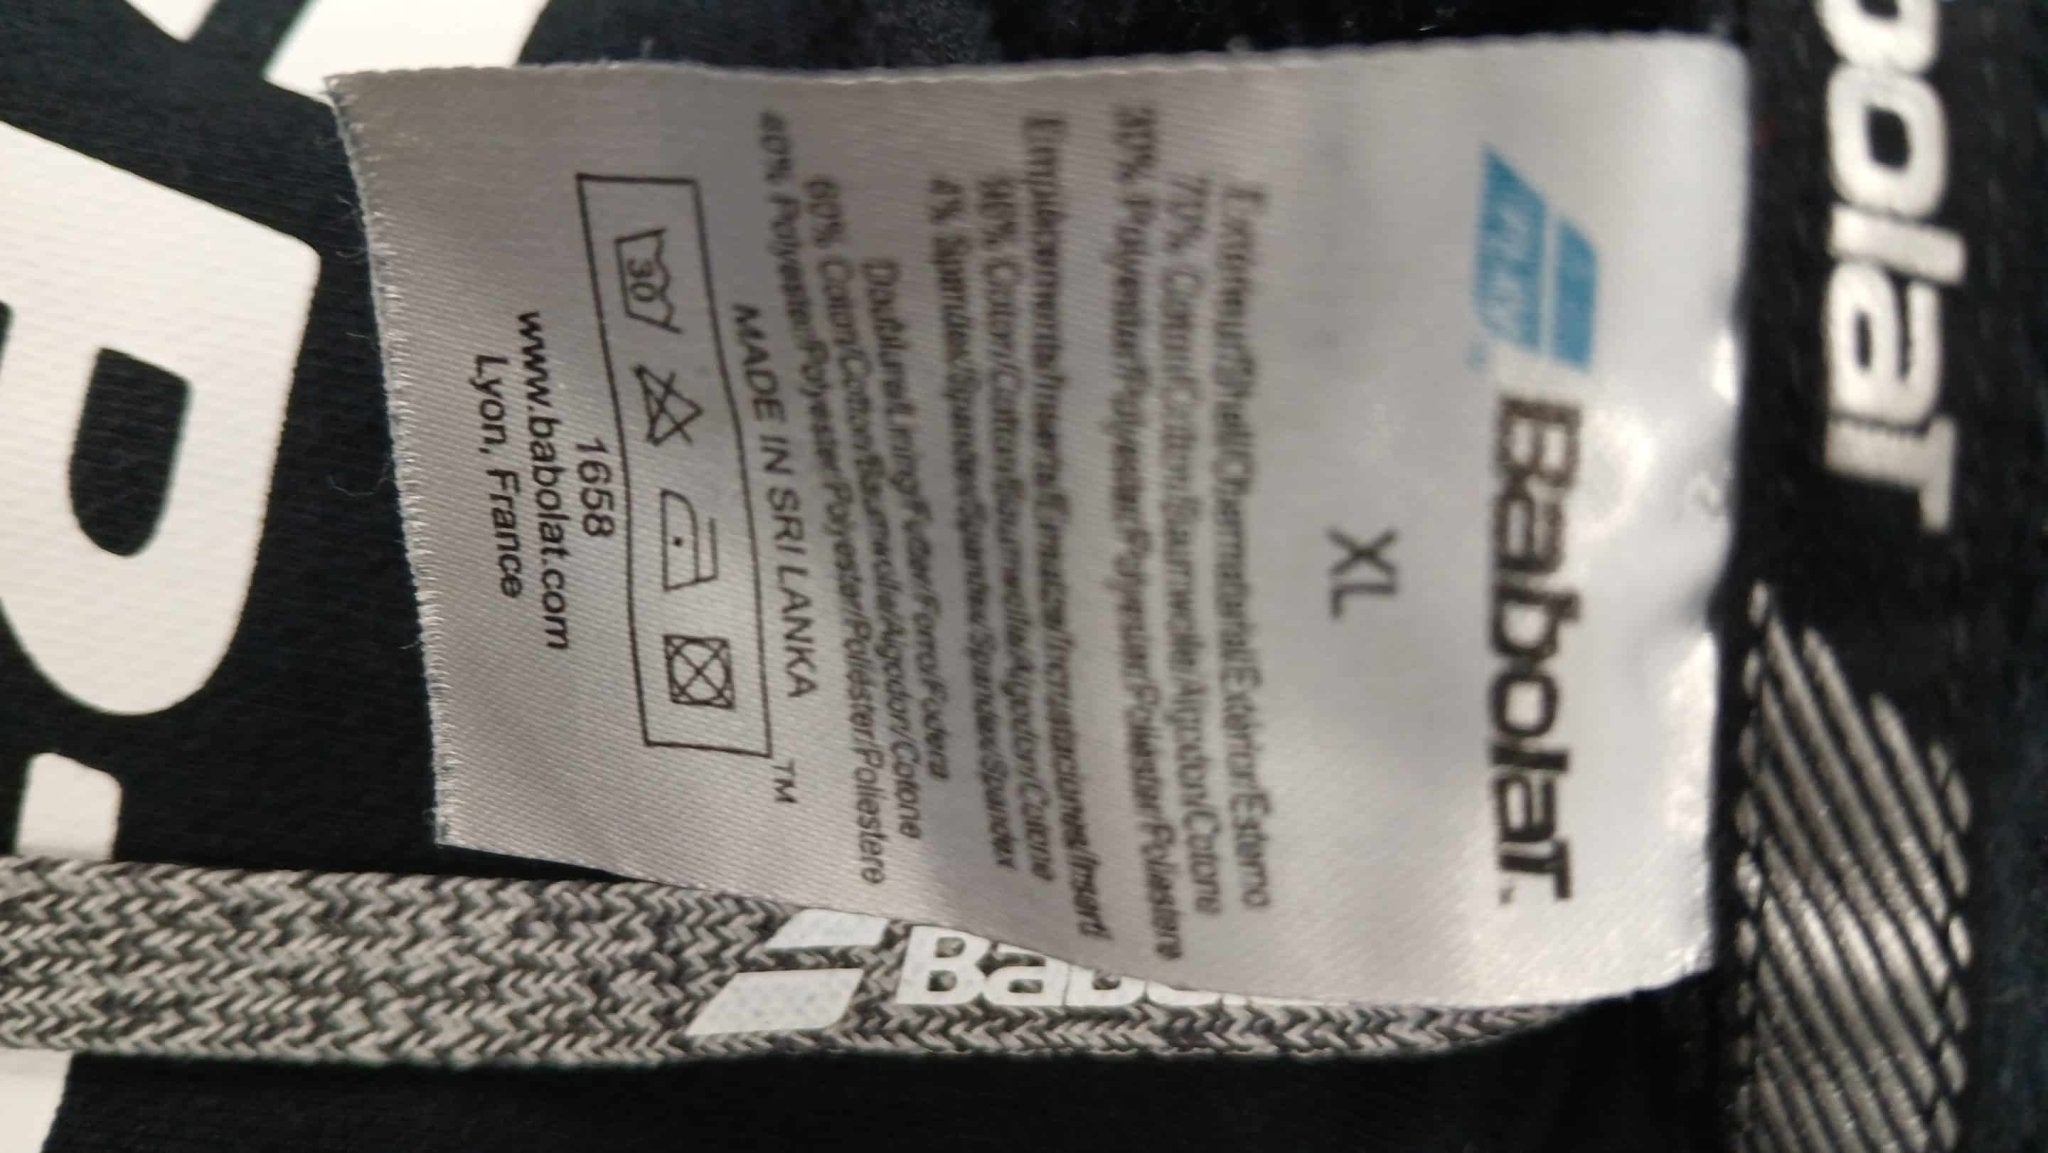 Babolat
XL
Extérieur/Shell/Obermaterial/Exterior/Esterno
70% Coton/Cotton/Baumwolle/Algodon/Cotone
30% Polyester/Polyester/Polyester/Poliester/Poliestere
Empiècements/Inserts/Einsätze/Incrustaciones/Inserti
96% Coton/Cotton/Baumwolle/Algodon/Cotone
4% Spandex/Spandex/Spandex/Spandex/Spandex
Doublure/Lining/Futter/Forro/Fodera
60% Coton/Cotton/Baumwolle/Algodon/Cotone
40% Polyester/Polyester/Polyester/Poliéster/Poliestere
MADE IN SRI LANKA
TM
30
1658
www.babolat.com
Lyon, France
Babol
bolat